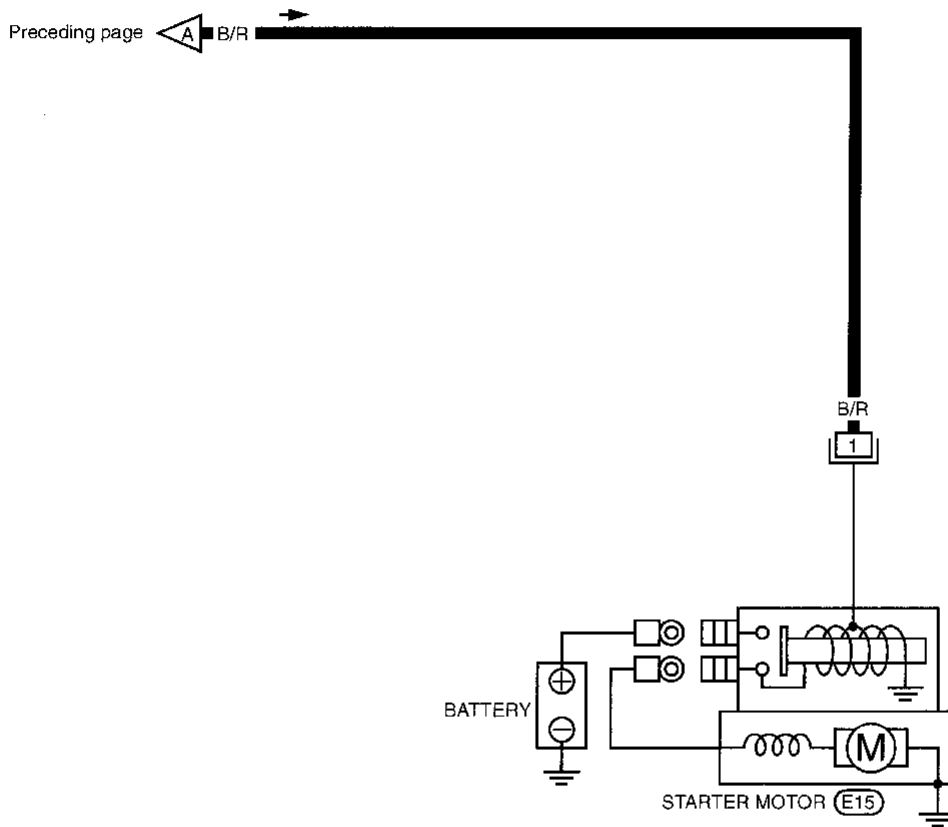 Preceding page
A
B/R
B/R
1
BATTERY
M
STARTER MOTOR
E15